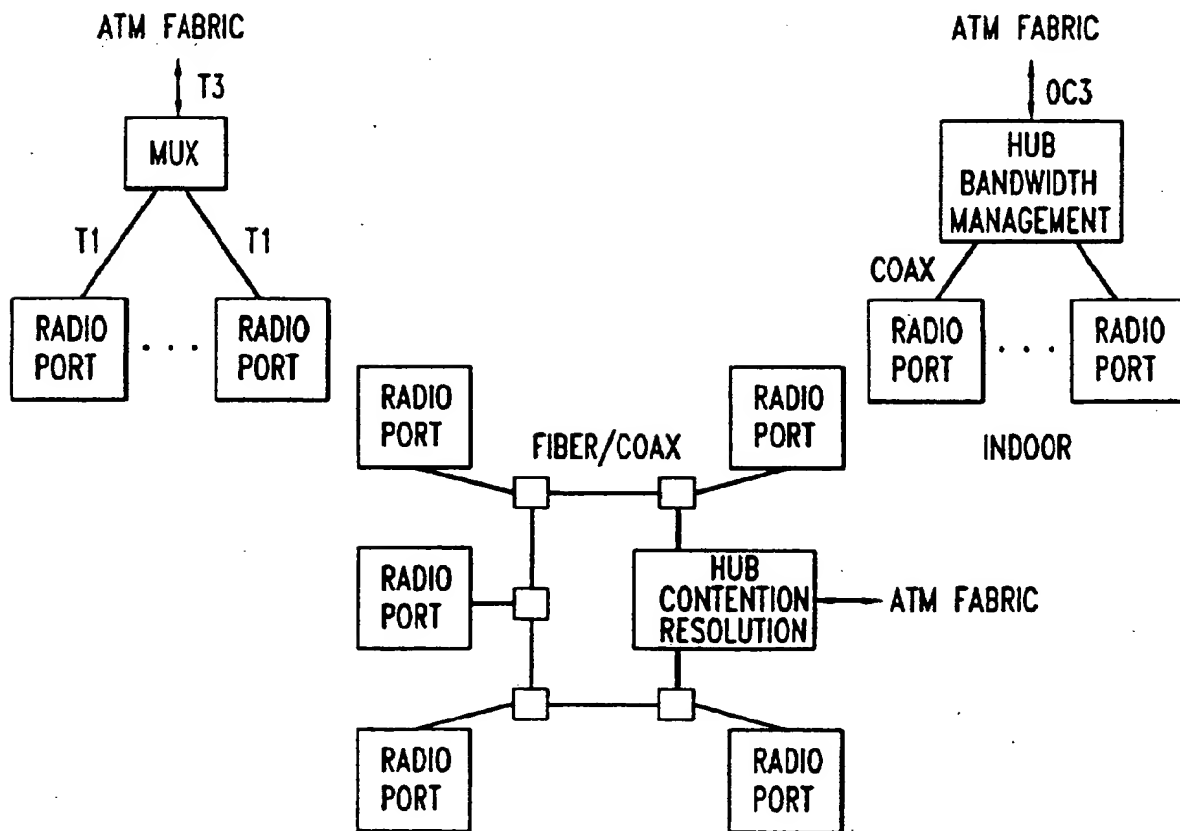 ATM FABRIC
T3
MUX
T1
T1
RADIO
PORT
. . .
RADIO
PORT
ATM FABRIC
OC3
HUB
BANDWIDTH
MANAGEMENT
COAX
RADIO
PORT
. . .
RADIO
PORT
INDOOR
RADIO
PORT
FIBER/COAX
RADIO
PORT
RADIO
PORT
HUB
CONTENTION
RESOLUTION
ATM FABRIC
RADIO
PORT
RADIO
PORT